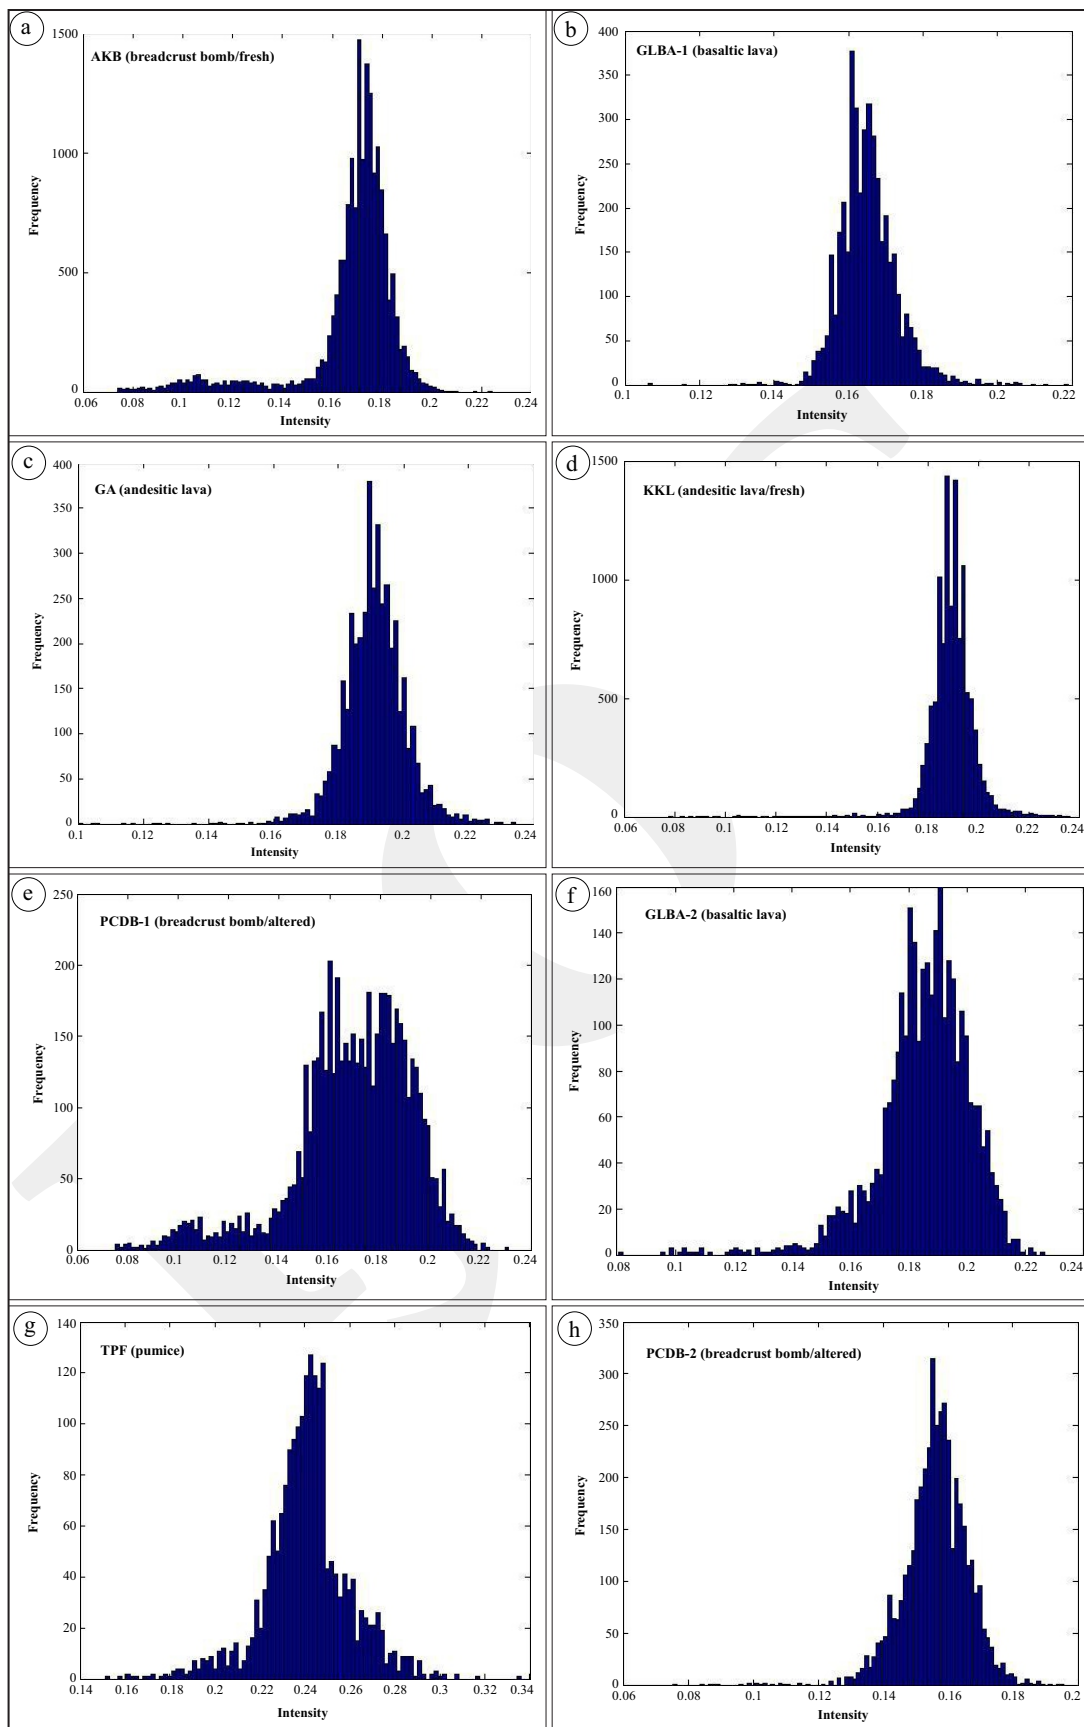 a
AKB (breadcrust bomb/fresh)
1500
1000
500
0
Frequency
0.06 0.08 0.1 0.12 0.14 0.16 0.18 0.2 0.22 0.24
Intensity
b
GLBA-1 (basaltic lava)
400
350
300
250
200
150
100
50
0
Frequency
0.1 0.12 0.14 0.16 0.18 0.2 0.22
Intensity
c
GA (andesitic lava)
400
350
300
250
200
150
100
50
0
Frequency
0.1 0.12 0.14 0.16 0.18 0.2 0.22 0.24
Intensity
d
KKL (andesitic lava/fresh)
1500
1000
500
0
Frequency
0.06 0.08 0.1 0.12 0.14 0.16 0.18 0.2 0.22 0.24
Intensity
e
PCDB-1 (breadcrust bomb/altered)
250
200
150
100
50
0
Frequency
0.06 0.08 0.1 0.12 0.14 0.16 0.18 0.2 0.22 0.24
Intensity
f
GLBA-2 (basaltic lava)
160
140
120
100
80
60
40
20
0
Frequency
0.08 0.1 0.12 0.14 0.16 0.18 0.2 0.22 0.24
Intensity
g
TPF (pumice)
140
120
100
80
60
40
20
0
Frequency
0.14 0.16 0.18 0.2 0.22 0.24 0.26 0.28 0.3 0.32 0.34
Intensity
h
PCDB-2 (breadcrust bomb/altered)
350
300
250
200
150
100
50
0
Frequency
0.06 0.08 0.1 0.12 0.14 0.16 0.18 0.2
Intensity